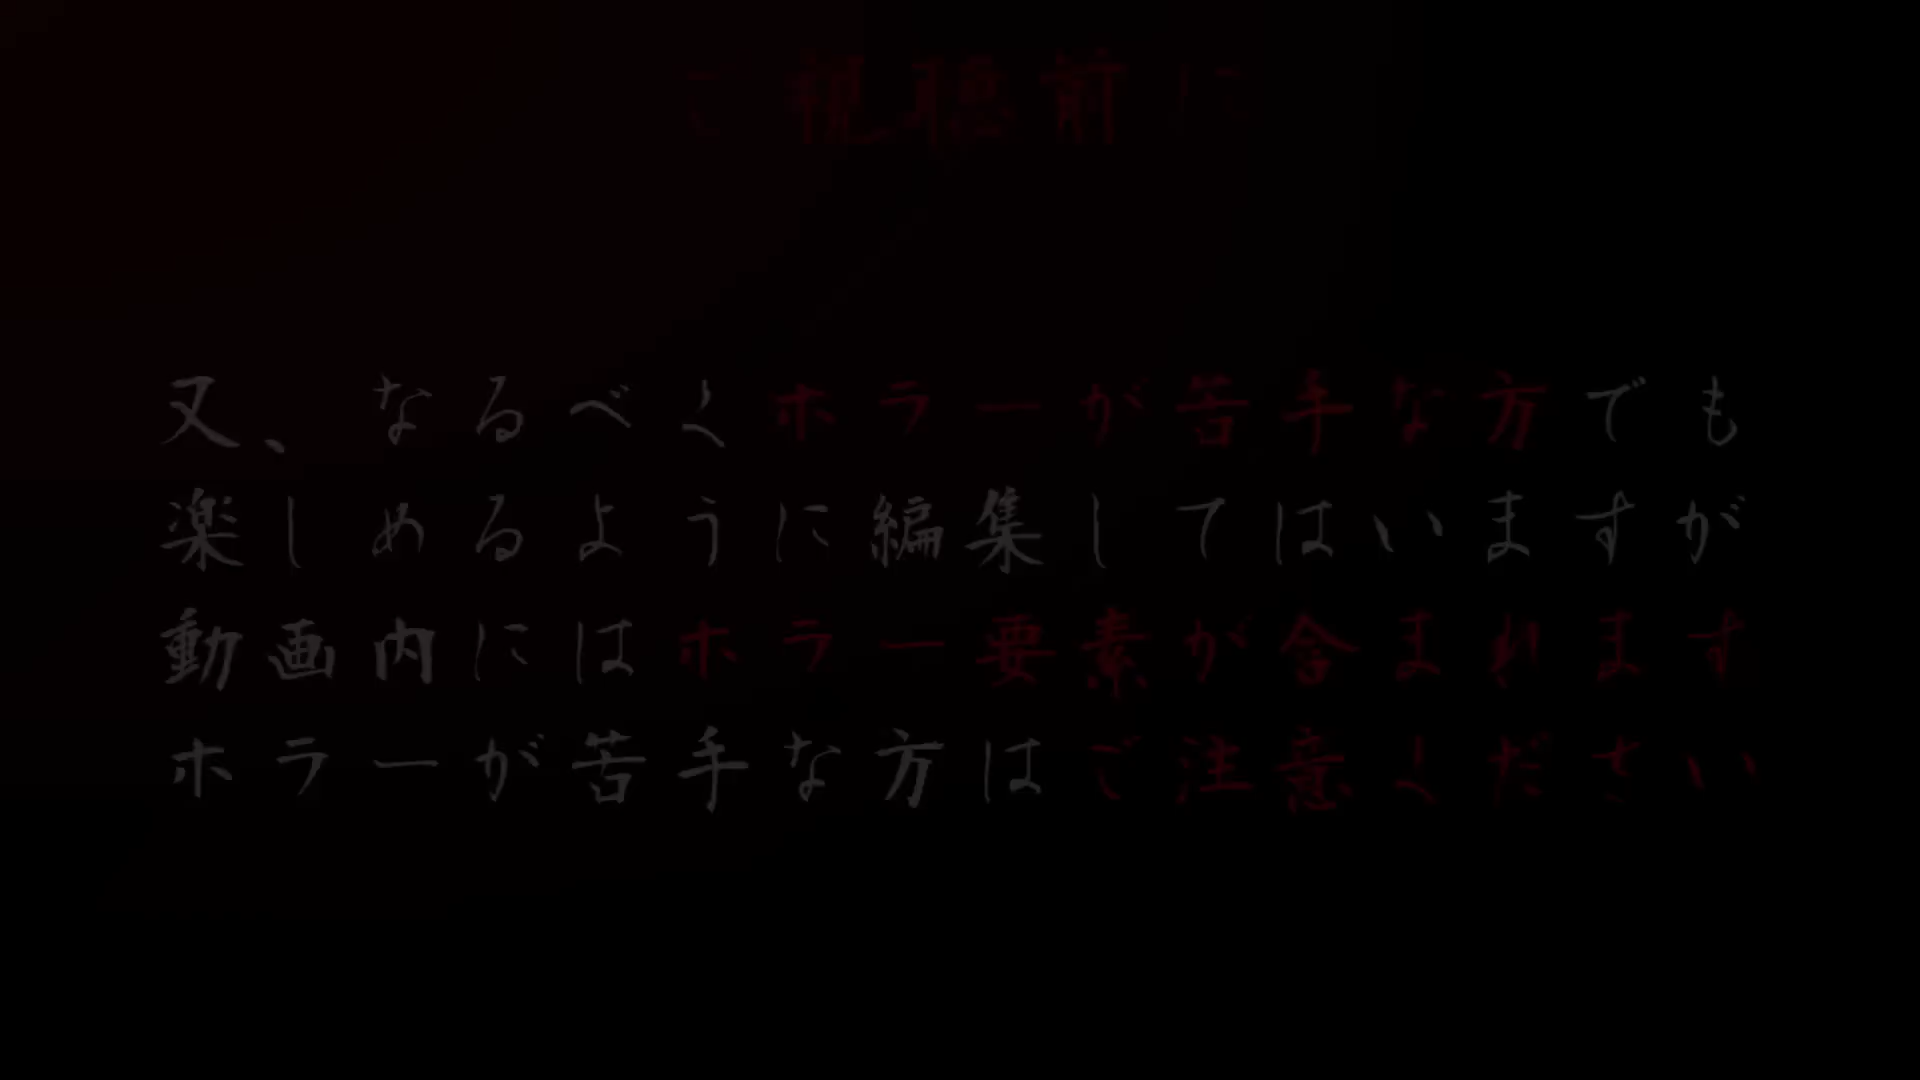 ご視聴前に
又、なるべくホラーが苦手な方でも
楽しめるように編集してはいますが
動画内にはホラー要素が含まれます
ホラーが苦手な方はご注意ください